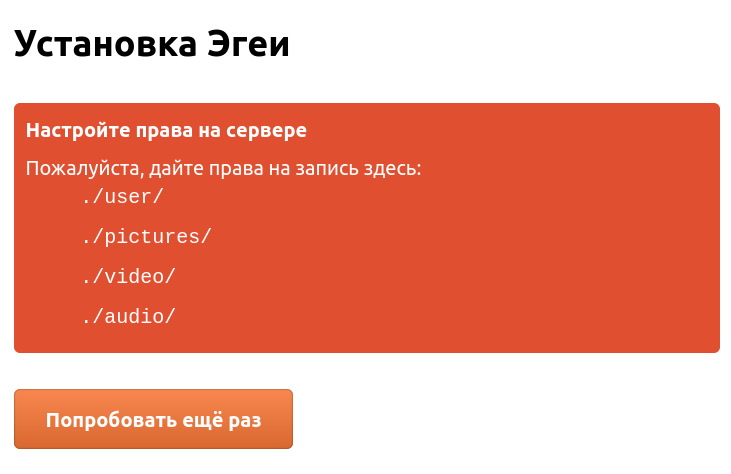 Установка Эгеи
Настройте права на сервере
Пожалуйста, дайте права на запись здесь:
./user/
./pictures/
./video/
./audio/
Попробовать ещё раз